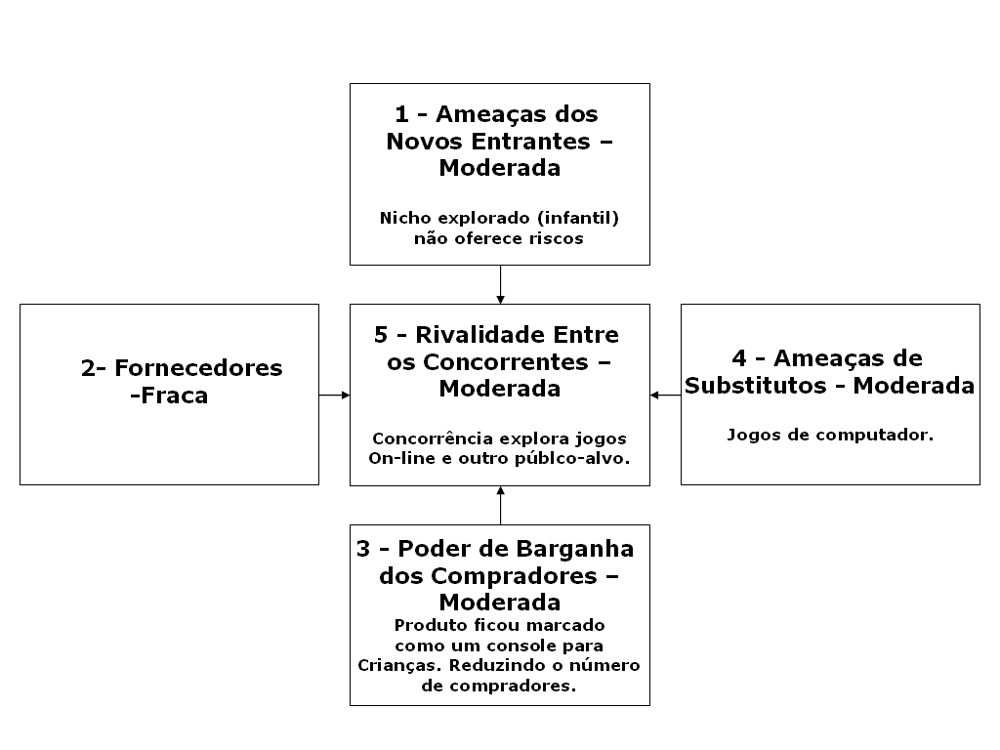 1 - Ameaças dos
Novos Entrantes –
Moderada
Nicho explorado (infantil)
não oferece riscos
2- Fornecedores
-Fraca
5 - Rivalidade Entre
os Concorrentes –
Moderada
Concorrência explora jogos
On-line e outro públco-alvo.
4 - Ameaças de
Substitutos - Moderada
Jogos de computador.
3 - Poder de Barganha
dos Compradores –
Moderada
Produto ficou marcado
como um console para
Crianças. Reduzindo o número
de compradores.